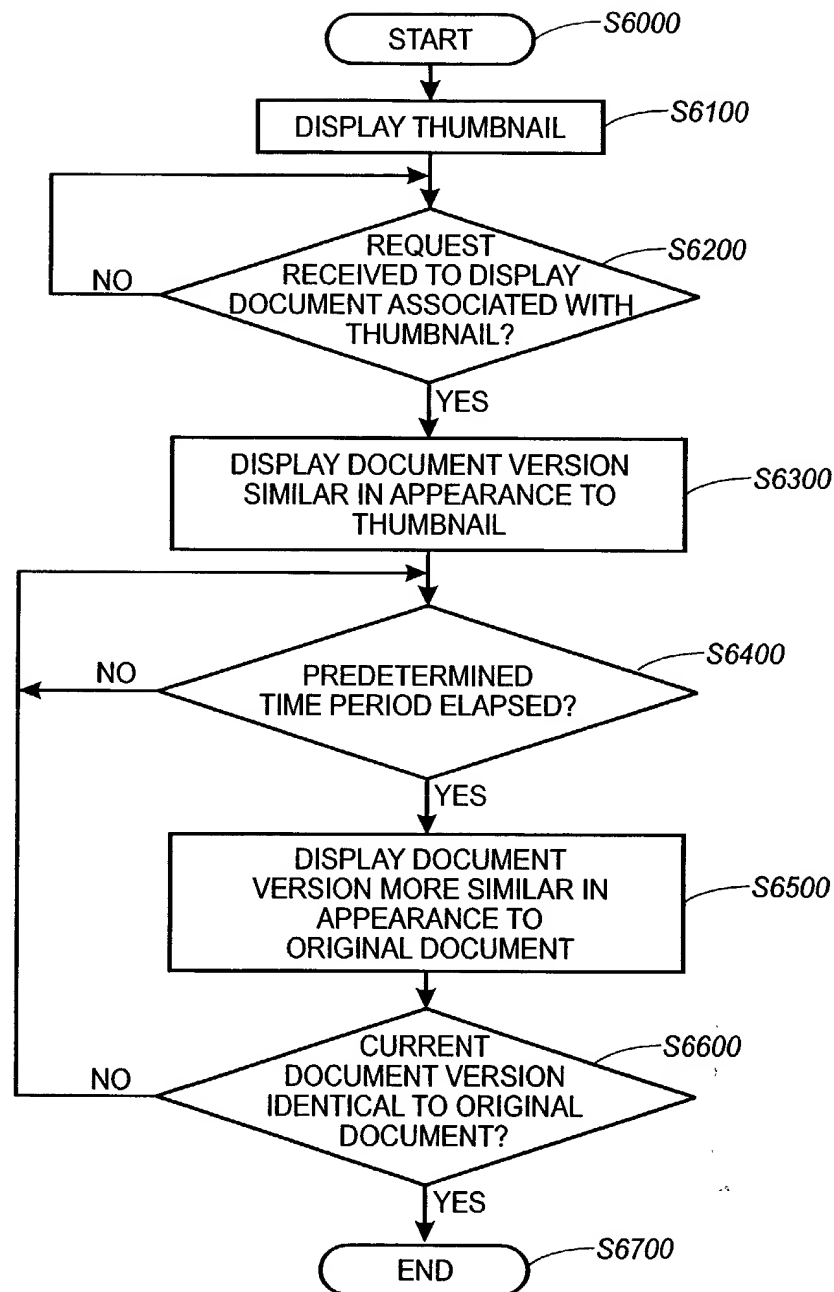 START
S6000
DISPLAY THUMBNAIL
S6100
REQUEST
RECEIVED TO DISPLAY
DOCUMENT ASSOCIATED WITH
THUMBNAIL?
S6200
NO
YES
DISPLAY DOCUMENT VERSION
SIMILAR IN APPEARANCE TO
THUMBNAIL
S6300
PREDETERMINED
TIME PERIOD ELAPSED?
S6400
NO
YES
DISPLAY DOCUMENT
VERSION MORE SIMILAR IN
APPEARANCE TO
ORIGINAL DOCUMENT
S6500
CURRENT
DOCUMENT VERSION
IDENTICAL TO ORIGINAL
DOCUMENT?
S6600
NO
YES
END
S6700